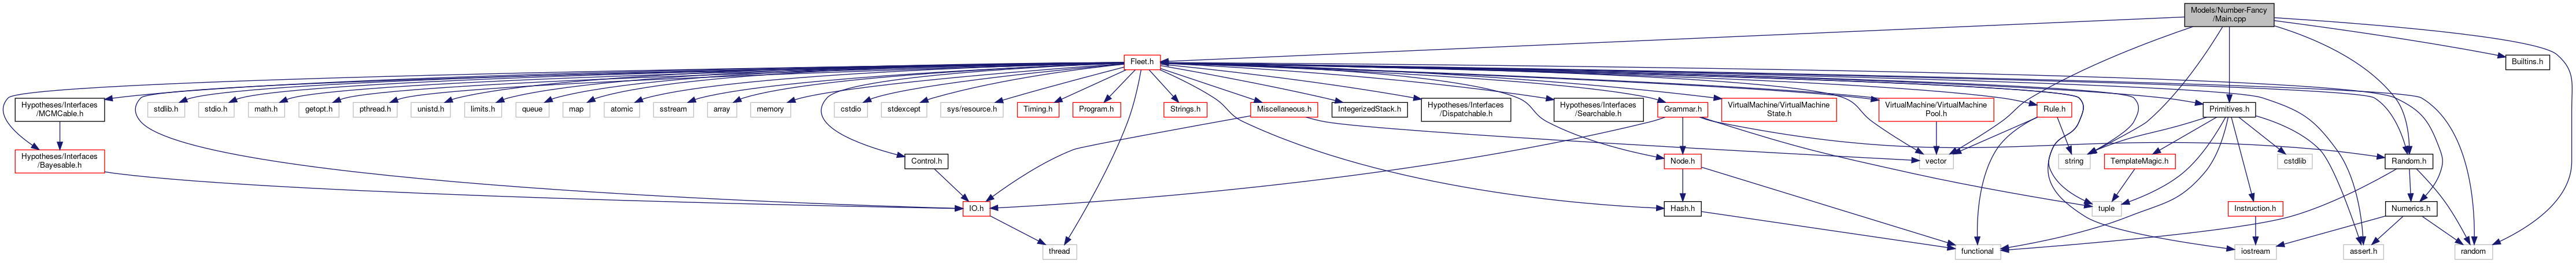 Models/Number-Fancy
/Main.cpp
Fleet.h
Builtins.h
Hypotheses/Interfaces
/MCMCable.h
stdlib.h
stdio.h
math.h
getopt.h
pthread.h
unistd.h
limits.h
queue
map
atomic
sstream
array
memory
cstdio
stdexcept
sys/resource.h
Timing.h
Program.h
Strings.h
Miscellaneous.h
IntegerizedStack.h
Hypotheses/Interfaces
/Dispatchable.h
Hypotheses/Interfaces
/Searchable.h
Grammar.h
VirtualMachine/VirtualMachine
State.h
VirtualMachine/VirtualMachine
Pool.h
Rule.h
Primitives.h
Hypotheses/Interfaces
/Bayesable.h
Control.h
Node.h
vector
string
TemplateMagic.h
cstdlib
Random.h
IO.h
Hash.h
tuple
Instruction.h
Numerics.h
thread
functional
iostream
assert.h
random